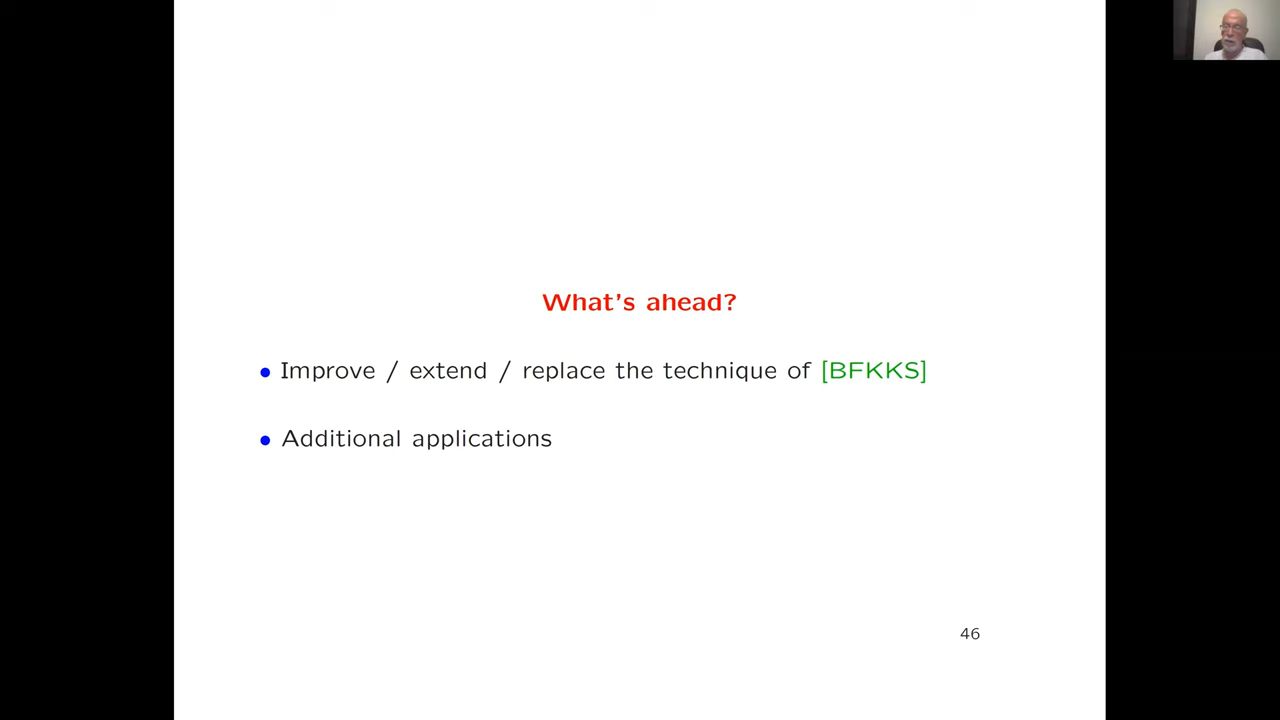 What's ahead?
• Improve / extend / replace the technique of [BFKKS]
• Additional applications
46